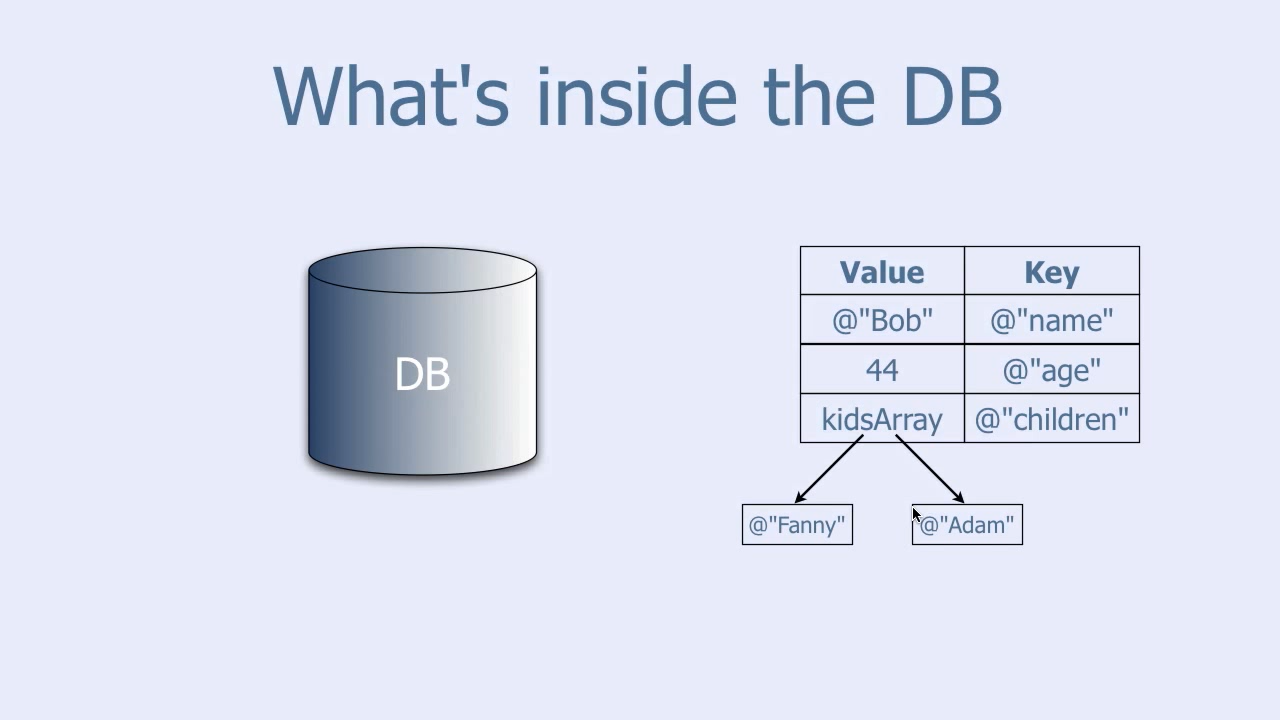 What's inside the DB
DB
Value Key
@"Bob" @"name"
44 @"age"
kidsArray @"children"
@"Fanny" @"Adam"